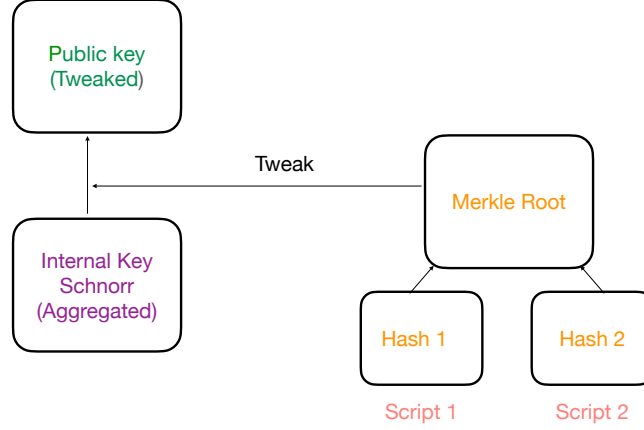 Public key
(Tweaked)
Tweak
Merkle Root
Internal Key
Schnorr
(Aggregated)
Hash 1
Hash 2
Script 1
Script 2